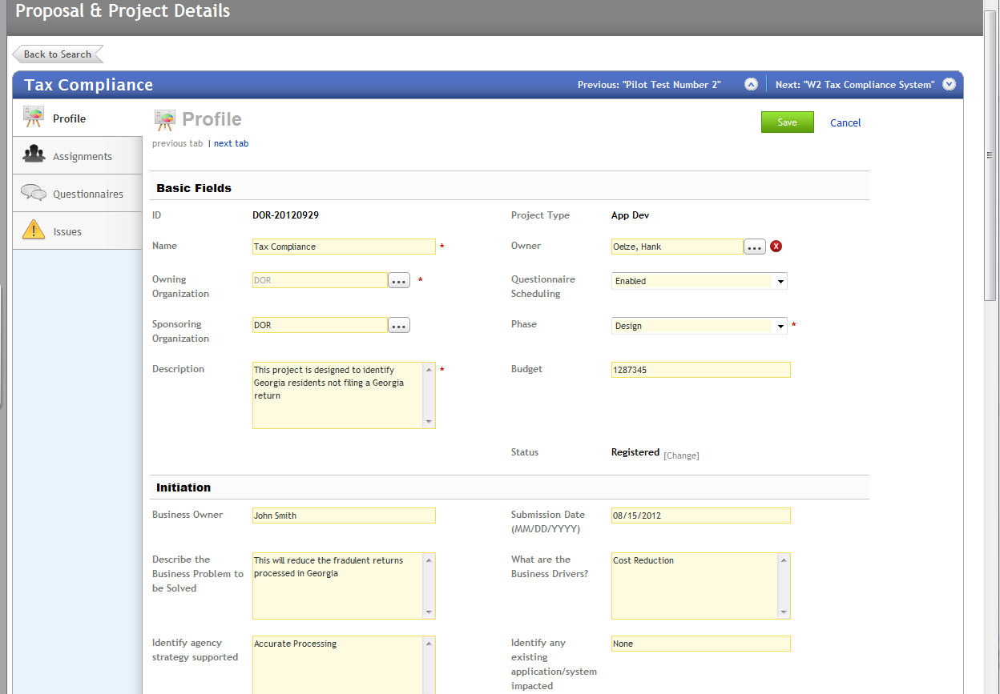 Proposal & Project Details
Back to Search
Tax Compliance
Previous: "Pilot Test Number 2"
Next: "W2 Tax Compliance System"
Profile
Assignments
Questionnaires
Issues
Profile
Save
Cancel
previous tab | next tab
Basic Fields
ID
DOR-20120929
Project Type
App Dev
Name
Tax Compliance
*
Owner
Oelze, Hank
...
X
Owning
Organization
DOR
...
*
Questionnaire
Scheduling
Enabled
Sponsoring
Organization
DOR
...
Phase
Design
*
Description
This project is designed to identify
Georgia residents not filing a Georgia
return
*
Budget
1287345
Status
Registered [Change]
Initiation
Business Owner
John Smith
Submission Date
(MM/DD/YYYY)
08/15/2012
Describe the
Business Problem to
be Solved
This will reduce the fradulent returns
processed in Georgia
What are the
Business Drivers?
Cost Reduction
Identify agency
strategy supported
Accurate Processing
Identify any
existing
application/system
impacted
None